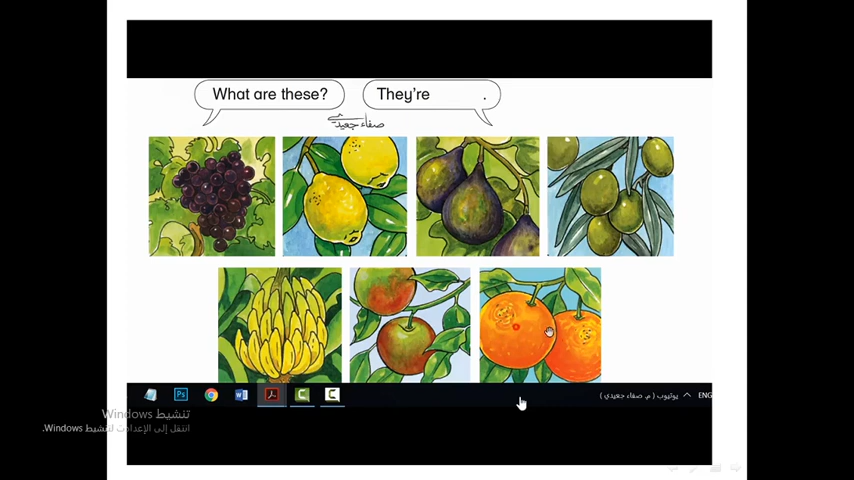 What are these?
They're .
صفاء جعيدي
يوتيوب ( م. صفاء جعيدي )
ENG
تنشيط Windows
انتقل إلى الإعدادات لتنشيط Windows.